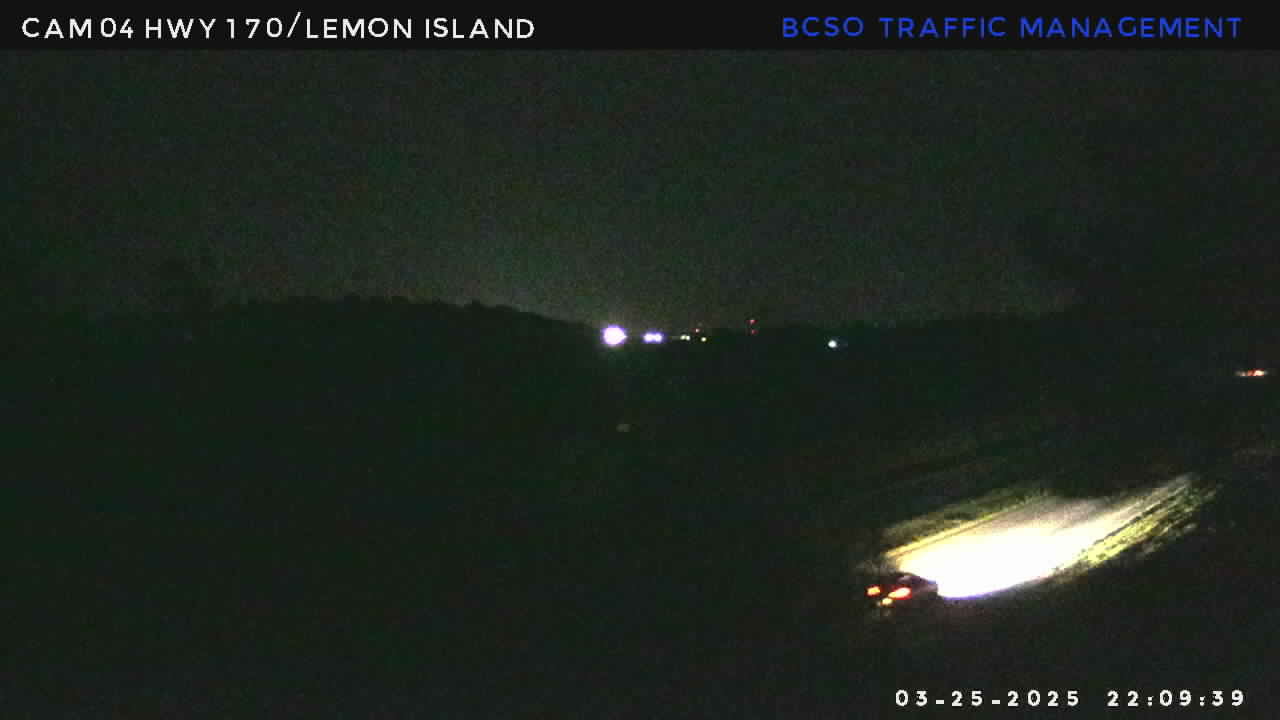 CAM04 HWY 170/LEMON ISLAND
BCSO TRAFFIC MANAGEMENT
03-25-2025 22:09:39